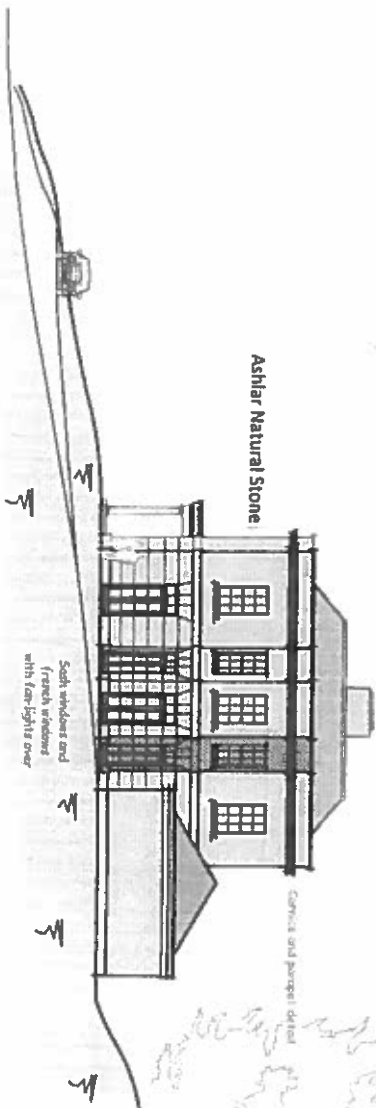 Ashlar Natural Stone
Cornice and parapet detail
Sash windows and
french windows
with fan-lights over